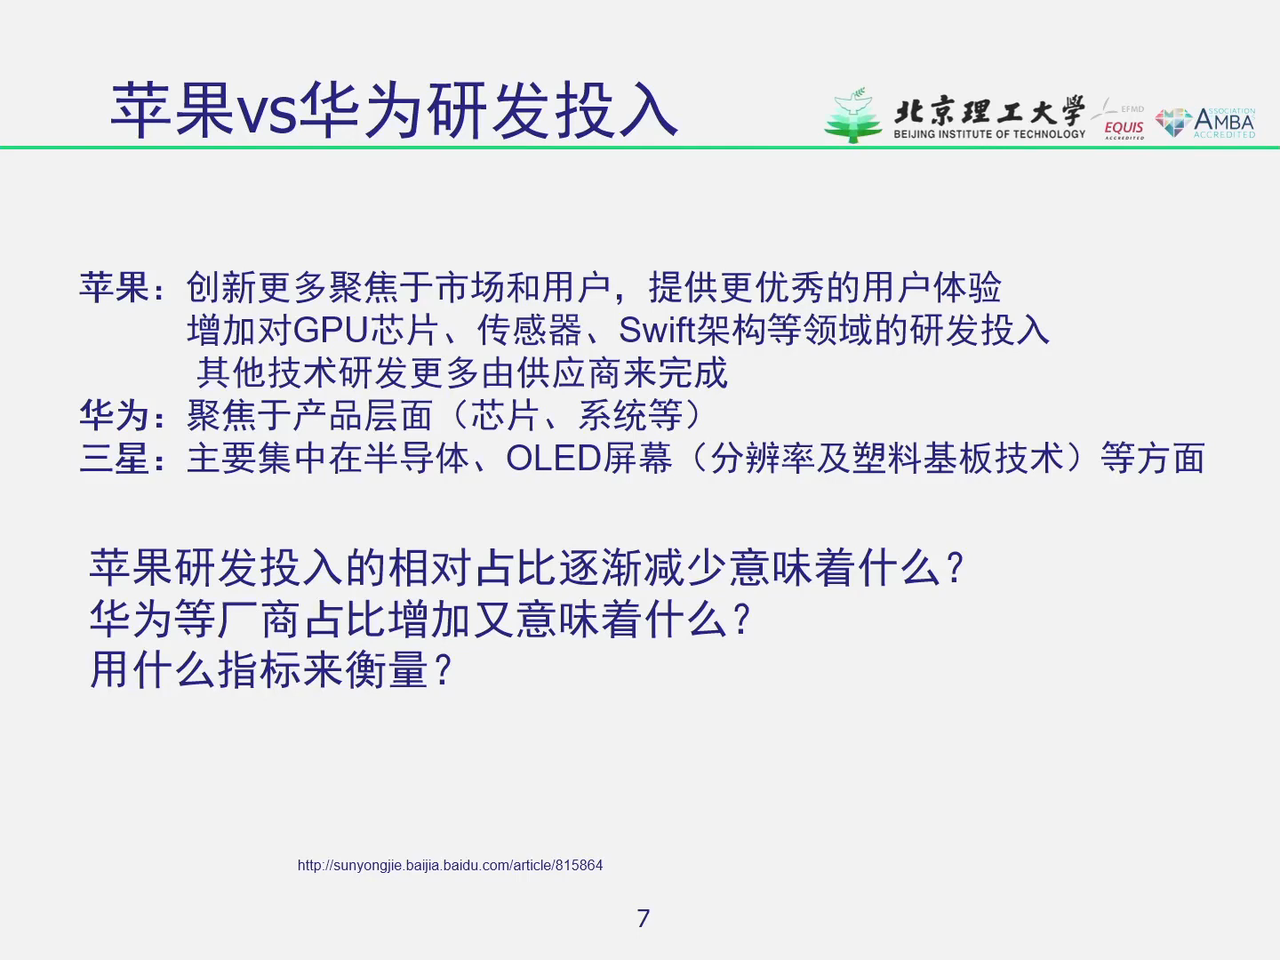 苹果vs华为研发投入
北京理工大学
BEIJING INSTITUTE OF TECHNOLOGY
EFMD
EQUIS
ACCREDITED
ASSOCIATION
AMBA
ACCREDITED
苹果：创新更多聚焦于市场和用户，提供更优秀的用户体验
增加对GPU芯片、传感器、Swift架构等领域的研发投入
其他技术研发更多由供应商来完成
华为：聚焦于产品层面（芯片、系统等）
三星：主要集中在半导体、OLED屏幕（分辨率及塑料基板技术）等方面
苹果研发投入的相对占比逐渐减少意味着什么？
华为等厂商占比增加又意味着什么？
用什么指标来衡量？
http://sunyongjie.baijia.baidu.com/article/815864
7